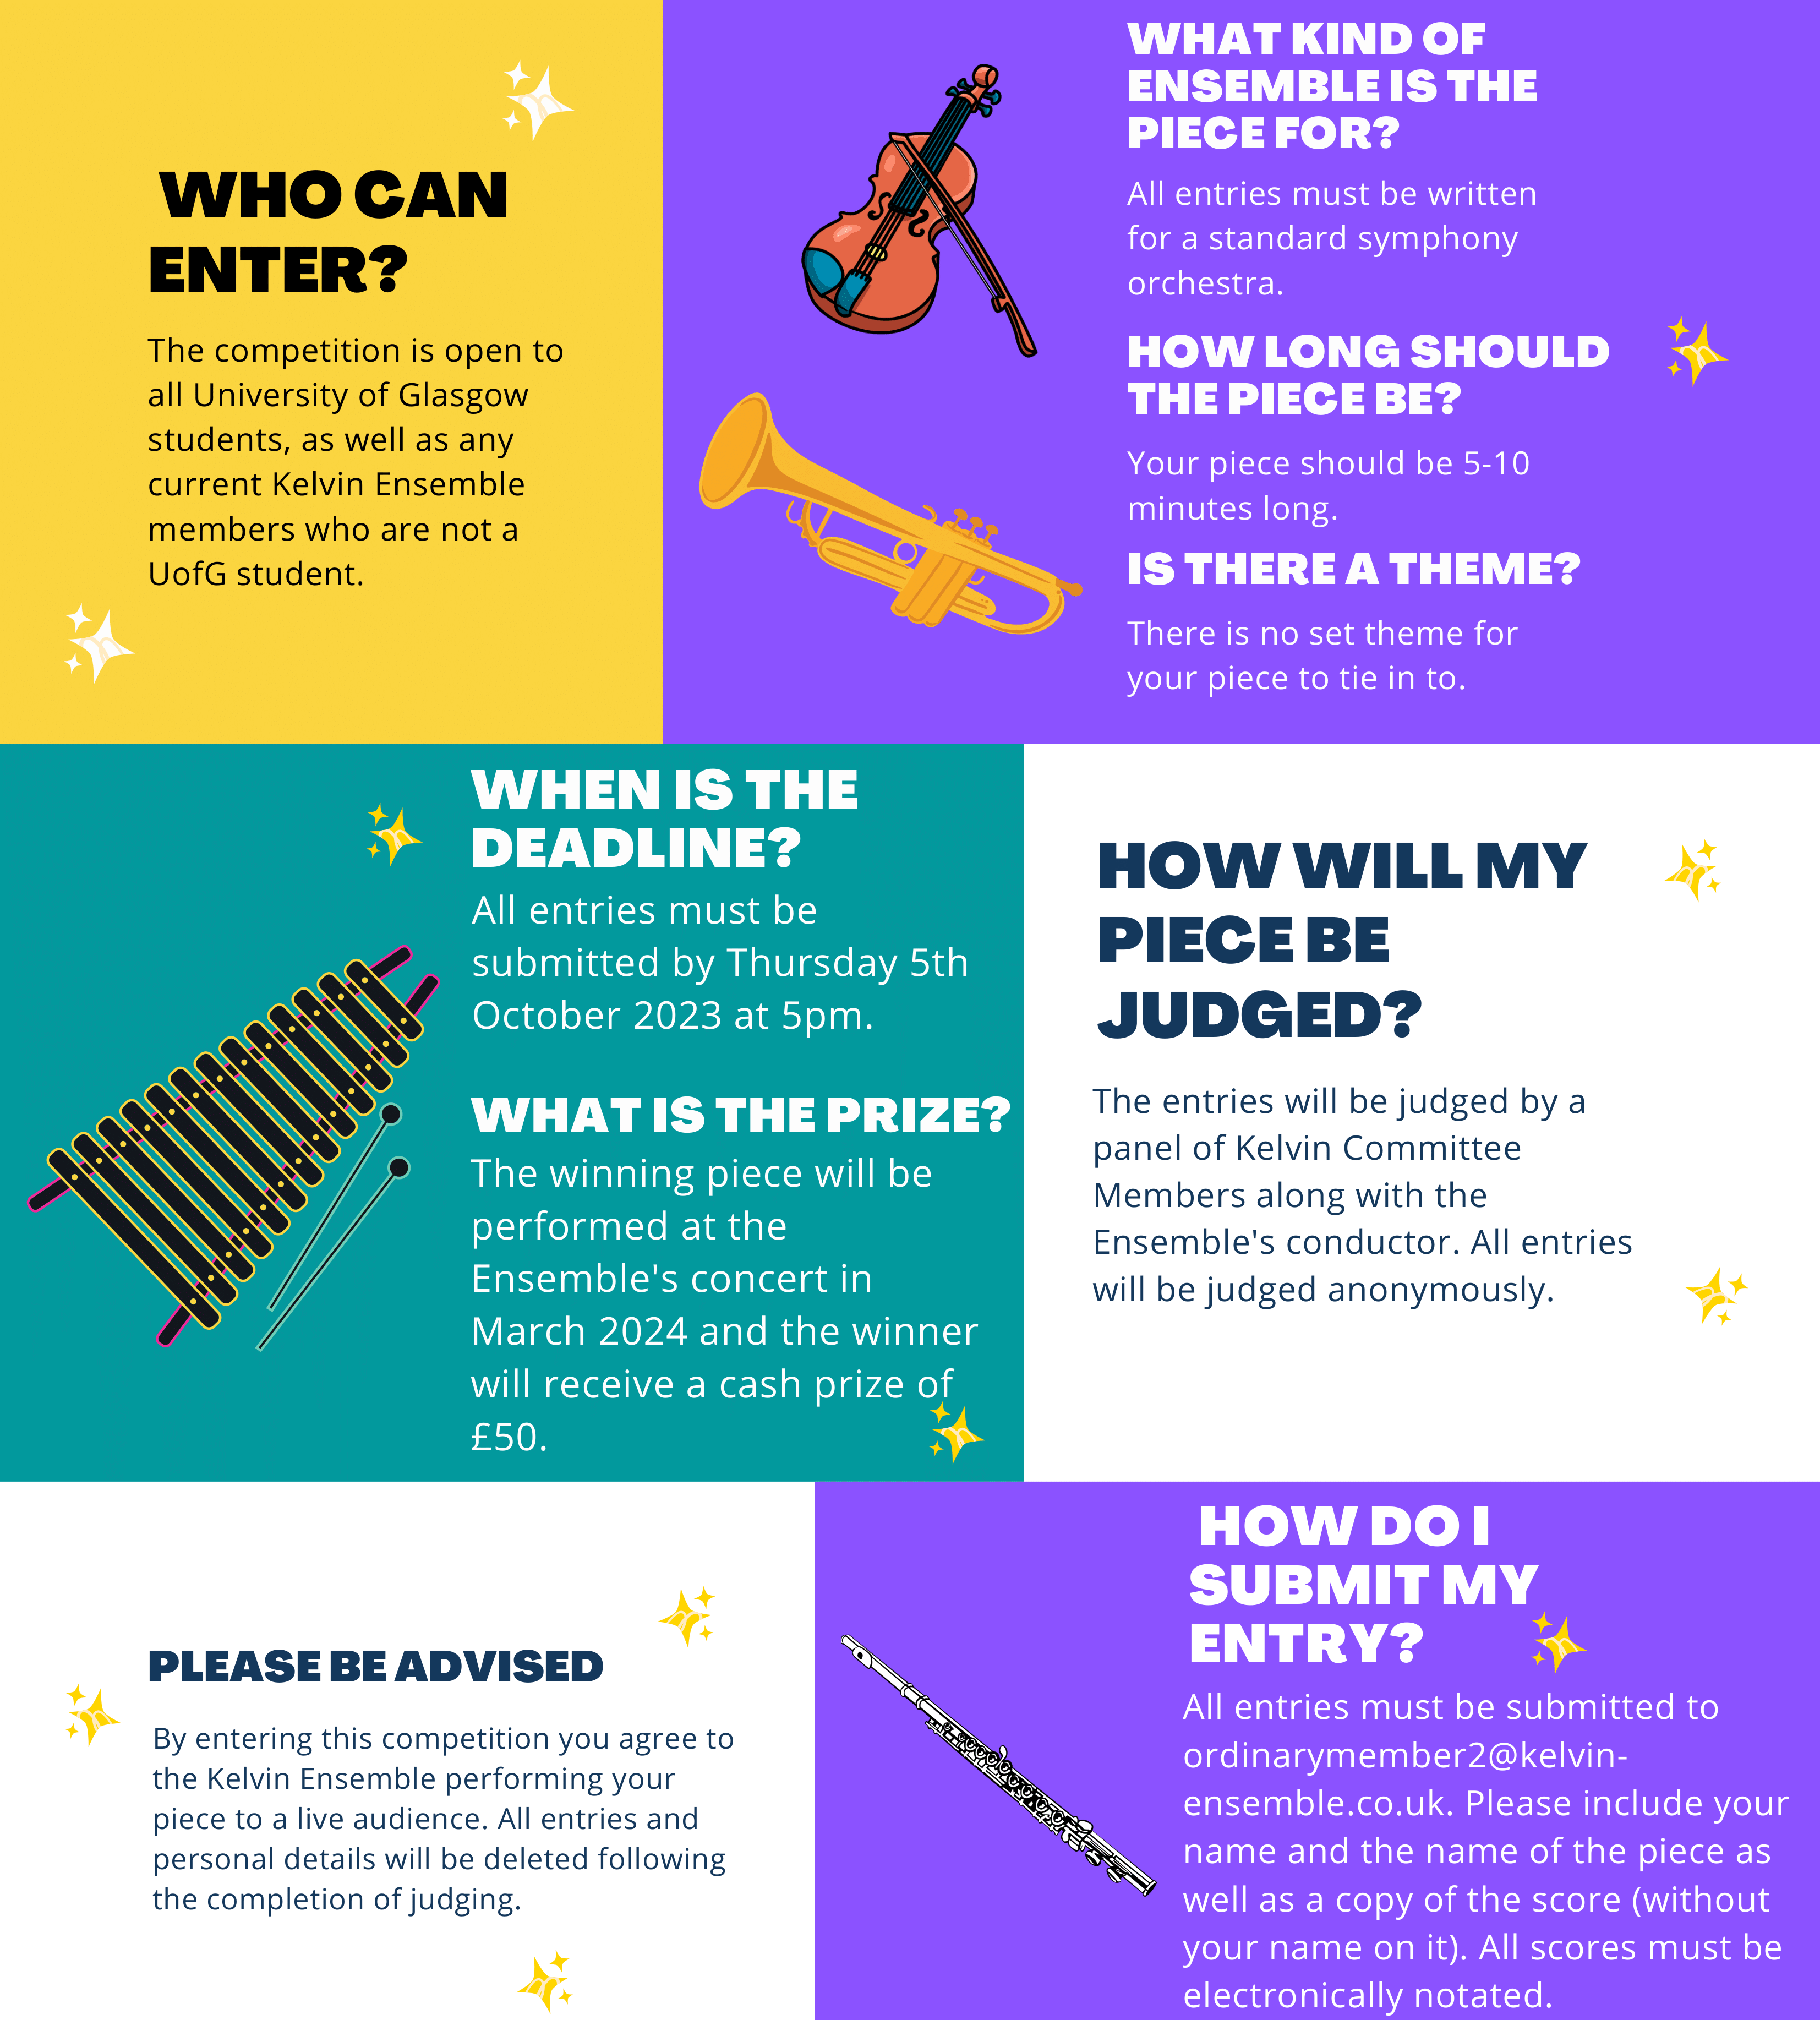 WHO CAN
ENTER?
The competition is open to
all University of Glasgow
students, as well as any
current Kelvin Ensemble
members who are not a
UofG student.
WHAT KIND OF
ENSEMBLE IS THE
PIECE FOR?
All entries must be written
for a standard symphony
orchestra.
HOW LONG SHOULD
THE PIECE BE?
Your piece should be 5-10
minutes long.
IS THERE A THEME?
There is no set theme for
your piece to tie in to.
WHEN IS THE
DEADLINE?
All entries must be
submitted by Thursday 5th
October 2023 at 5pm.
WHAT IS THE PRIZE?
The winning piece will be
performed at the
Ensemble's concert in
March 2024 and the winner
will receive a cash prize of
£50.
HOW WILL MY
PIECE BE
JUDGED?
The entries will be judged by a
panel of Kelvin Committee
Members along with the
Ensemble's conductor. All entries
will be judged anonymously.
PLEASE BE ADVISED
By entering this competition you agree to
the Kelvin Ensemble performing your
piece to a live audience. All entries and
personal details will be deleted following
the completion of judging.
HOW DO I
SUBMIT MY
ENTRY?
All entries must be submitted to
ordinarymember2@kelvin-
ensemble.co.uk. Please include your
name and the name of the piece as
well as a copy of the score (without
your name on it). All scores must be
electronically notated.